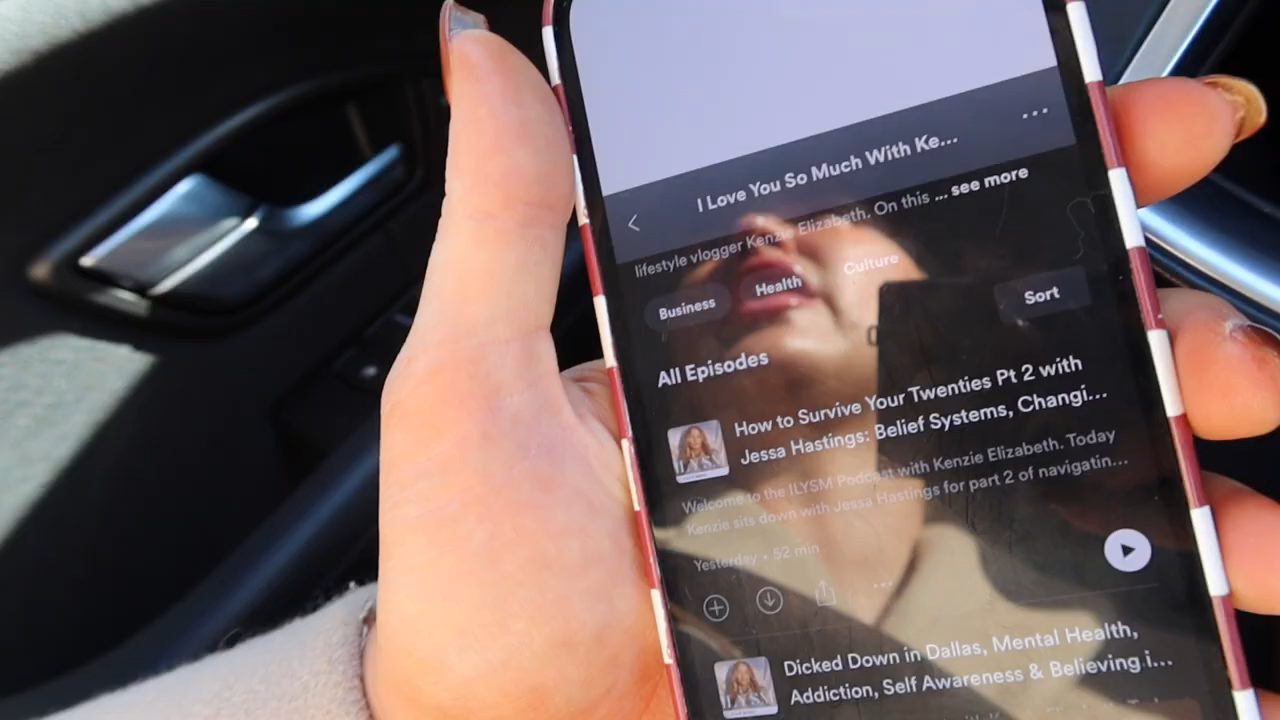 I Love You So Much With Ke...
lifestyle vlogger Kenzie Elizabeth. On this ... see more
Business Health Culture
Sort
All Episodes
How to Survive Your Twenties Pt 2 with
Jessa Hastings: Belief Systems, Changi...
Welcome to the ILYSM Podcast with Kenzie Elizabeth. Today
Kenzie sits down with Jessa Hastings for part 2 of navigatin...
Yesterday • 52 min
Dicked Down in Dallas, Mental Health,
Addiction, Self Awareness & Believing i...